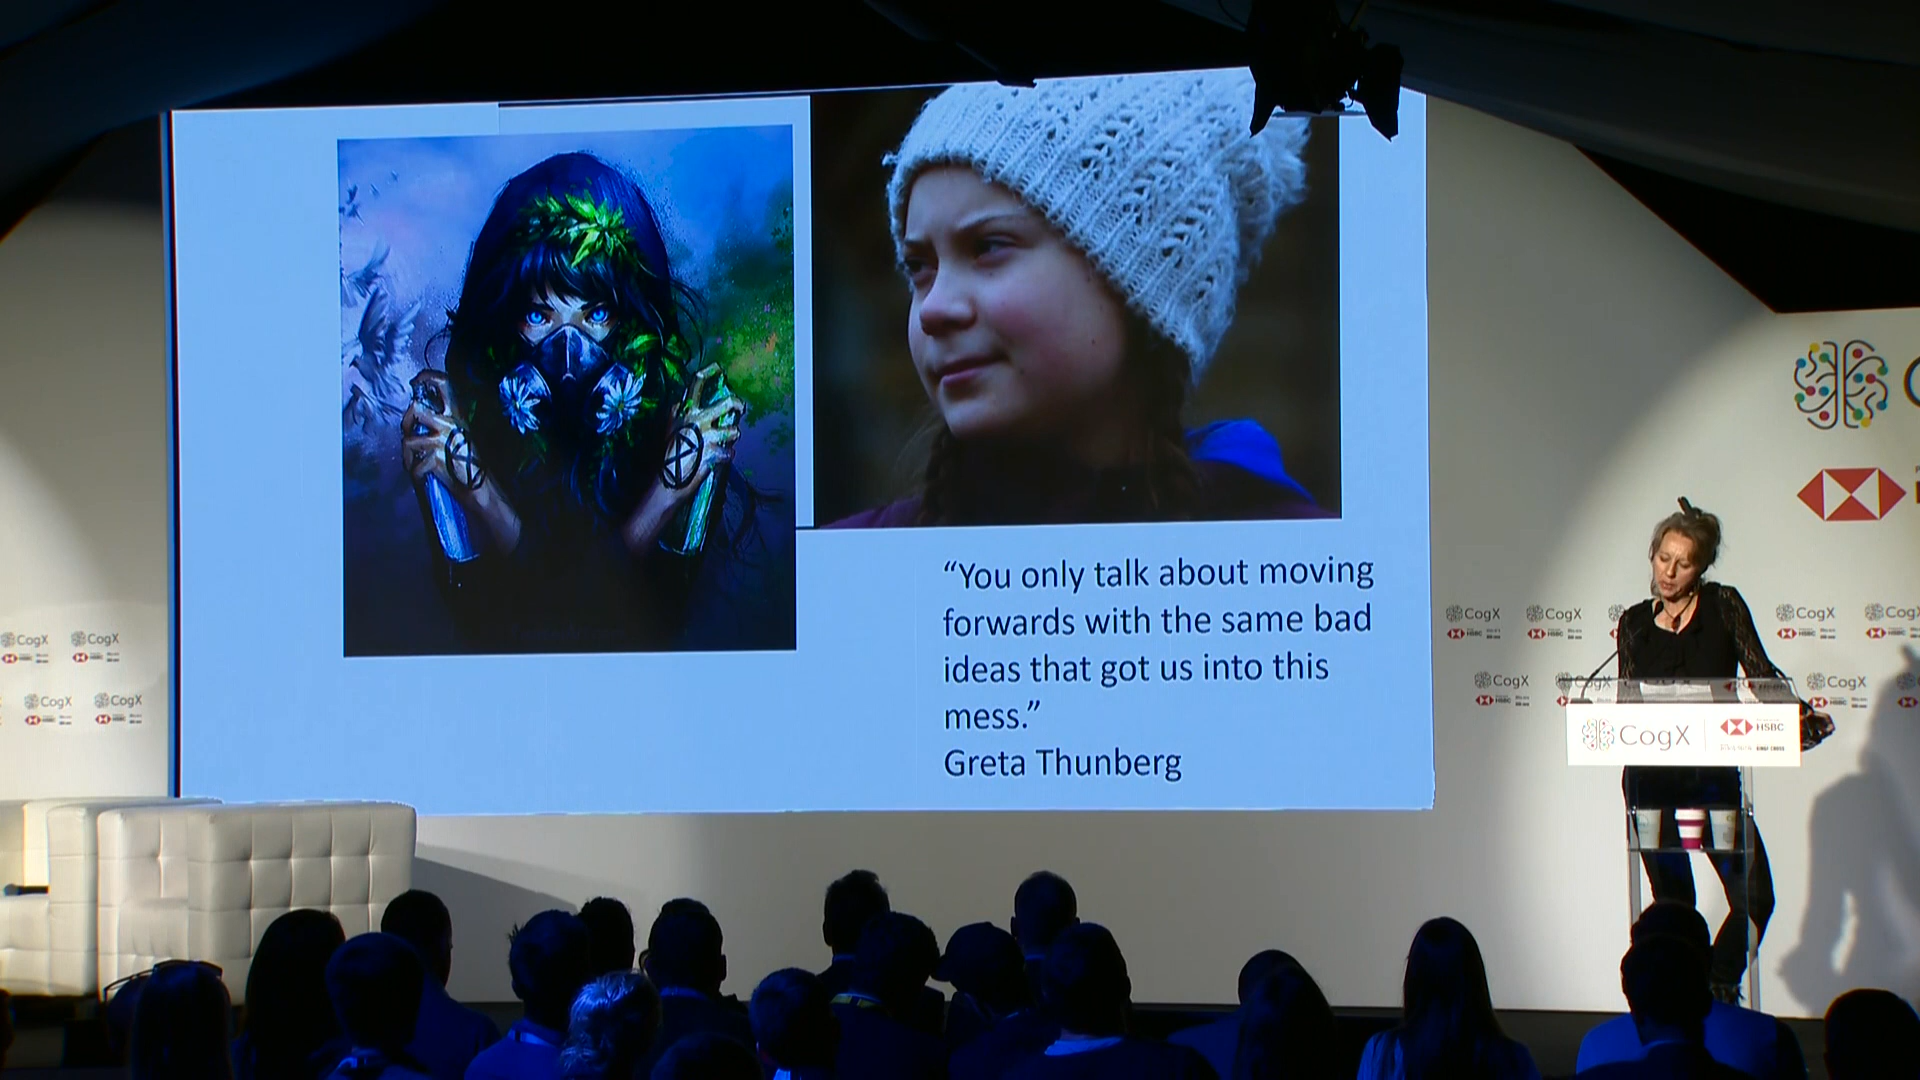 “You only talk about moving
forwards with the same bad
ideas that got us into this
mess.”
Greta Thunberg
CogX
HSBC
CogX
CogX
CogX
CogX
CogX
CogX
CogX
CogX
CogX
CogX
CogX